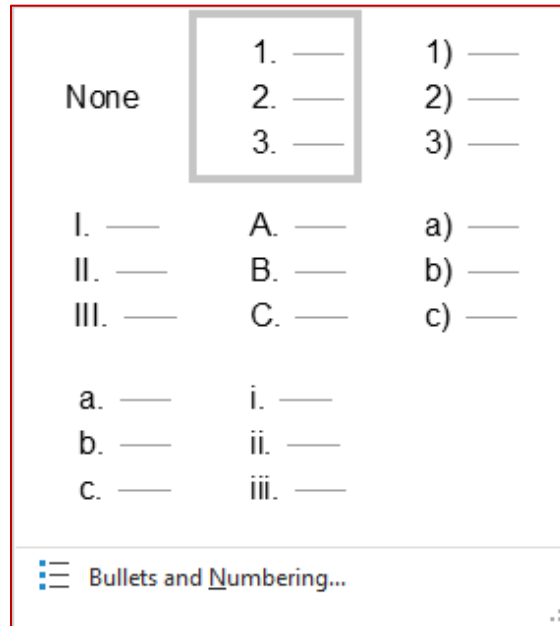 None
1.
2.
3.
1)
2)
3)
I.
II.
III.
A.
B.
C.
a)
b)
c)
a.
b.
c.
i.
ii.
iii.
Bullets and Numbering...